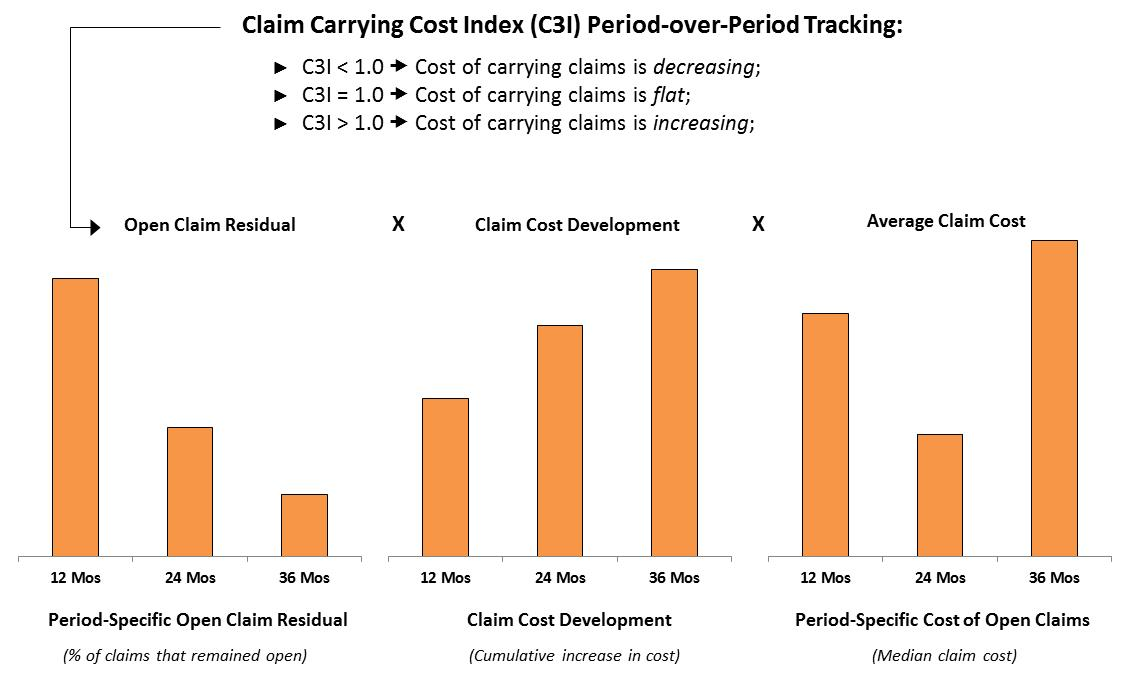 Claim Carrying Cost Index (C3I) Period-over-Period Tracking:
► C3I < 1.0 → Cost of carrying claims is decreasing;
► C3I = 1.0 → Cost of carrying claims is flat;
► C3I > 1.0 → Cost of carrying claims is increasing;
Open Claim Residual X Claim Cost Development X Average Claim Cost
12 Mos 24 Mos 36 Mos 12 Mos 24 Mos 36 Mos 12 Mos 24 Mos 36 Mos
Period-Specific Open Claim Residual Claim Cost Development Period-Specific Cost of Open Claims
(% of claims that remained open) (Cumulative increase in cost) (Median claim cost)